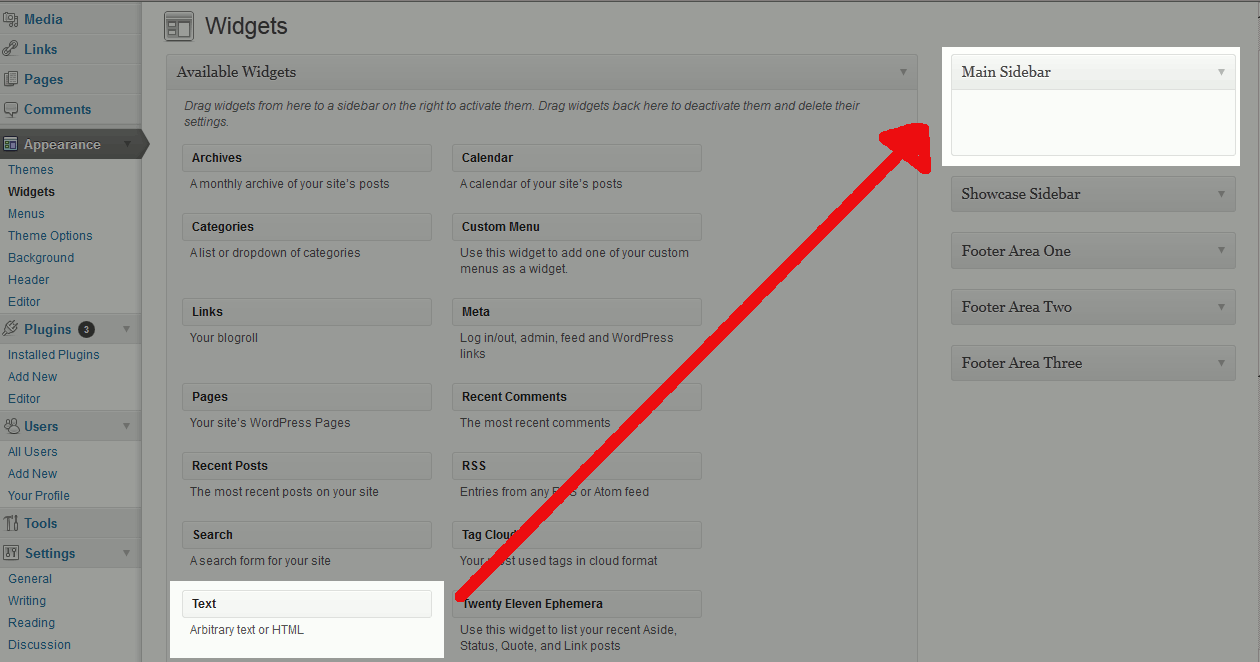 Media
Links
Pages
Comments
Appearance
Themes
Widgets
Menus
Theme Options
Background
Header
Editor
Plugins 3
Installed Plugins
Add New
Editor
Users
All Users
Add New
Your Profile
Tools
Settings
General
Writing
Reading
Discussion
Widgets
Available Widgets
Drag widgets from here to a sidebar on the right to activate them. Drag widgets back here to deactivate them and delete their
settings.
Archives
A monthly archive of your site's posts
Calendar
A calendar of your site's posts
Categories
A list or dropdown of categories
Custom Menu
Use this widget to add one of your custom
menus as a widget.
Links
Your blogroll
Meta
Log in/out, admin, feed and WordPress
links
Pages
Your site's WordPress Pages
Recent Comments
The most recent comments
Recent Posts
The most recent posts on your site
RSS
Entries from any RSS or Atom feed
Search
A search form for your site
Tag Cloud
Your most used tags in cloud format
Text
Arbitrary text or HTML
Twenty Eleven Ephemera
Use this widget to list your recent Aside,
Status, Quote, and Link posts
Main Sidebar
Showcase Sidebar
Footer Area One
Footer Area Two
Footer Area Three